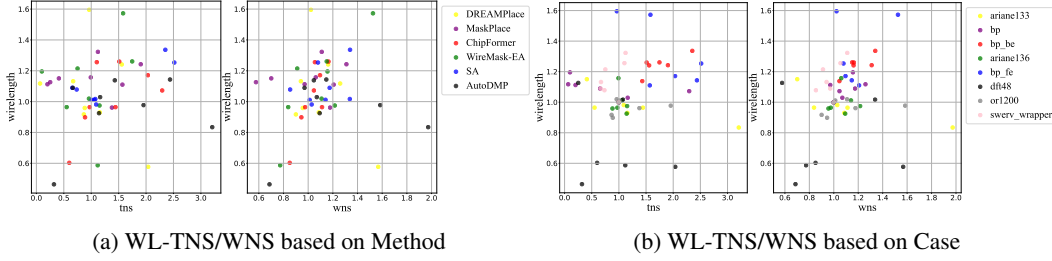 wirelength
1.6
1.4
1.2
1.0
0.8
0.6
0.0 0.5 1.0 1.5 2.0 2.5 3.0
tns
wirelength
1.6
1.4
1.2
1.0
0.8
0.6
0.6 0.8 1.0 1.2 1.4 1.6 1.8 2.0
wns
DREAMPlace
MaskPlace
ChipFormer
WireMask-EA
SA
AutoDMP
(a) WL-TNS/WNS based on Method
wirelength
1.6
1.4
1.2
1.0
0.8
0.6
0.0 0.5 1.0 1.5 2.0 2.5 3.0
tns
wirelength
1.6
1.4
1.2
1.0
0.8
0.6
0.6 0.8 1.0 1.2 1.4 1.6 1.8 2.0
wns
ariane133
bp
bp_be
ariane136
bp_fe
dft48
or1200
swerv_wrapper
(b) WL-TNS/WNS based on Case